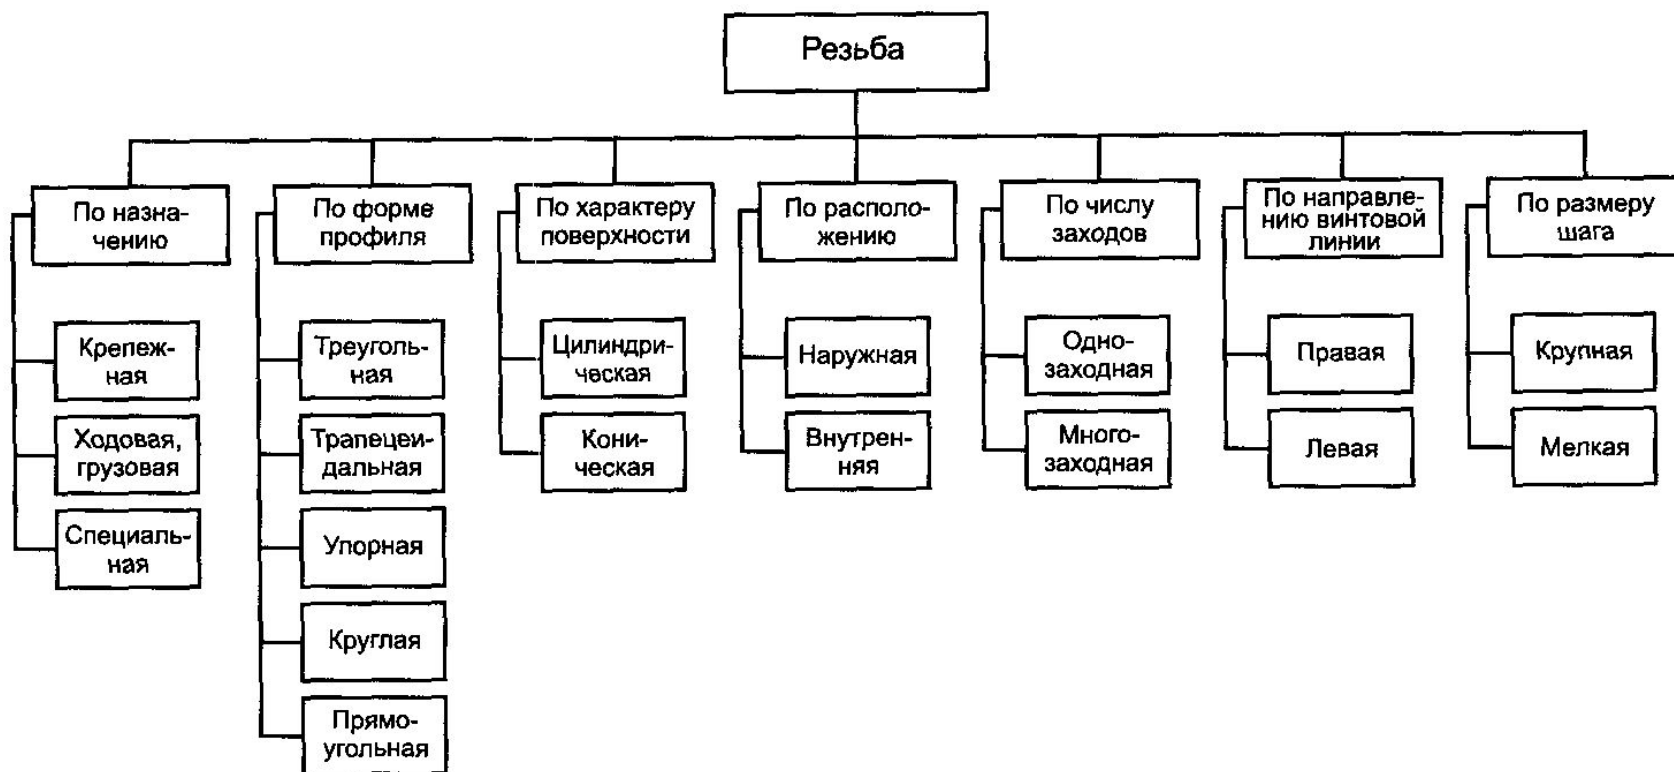 Резьба
По назна-
чению
Крепеж-
ная
Ходовая,
грузовая
Специаль-
ная
По форме
профиля
Треуголь-
ная
Трапецеи-
дальная
Упорная
Круглая
Прямо-
угольная
По характеру
поверхности
Цилиндри-
ческая
Кони-
ческая
По располо-
жению
Наружная
Внутрен-
няя
По числу
заходов
Одно-
заходная
Много-
заходная
По направле-
нию винтовой
линии
Правая
Левая
По размеру
шага
Крупная
Мелкая